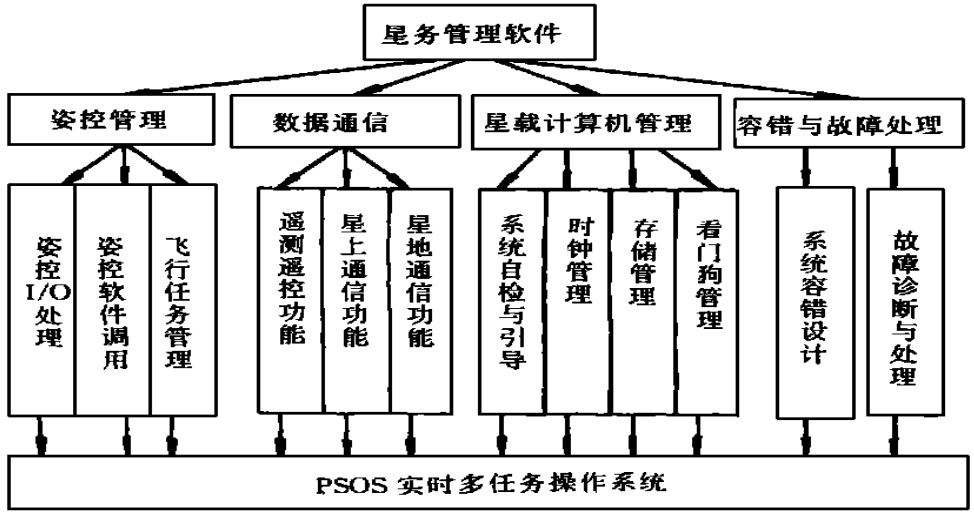 星务管理软件
姿控管理
数据通信
星载计算机管理
容错与故障处理
姿控I/O处理
姿控软件调用
飞行任务管理
遥测遥控功能
星上通信功能
星地通信功能
系统自检与引导
时钟管理
存储管理
看门狗管理
系统容错设计
故障诊断与处理
PSOS 实时多任务操作系统